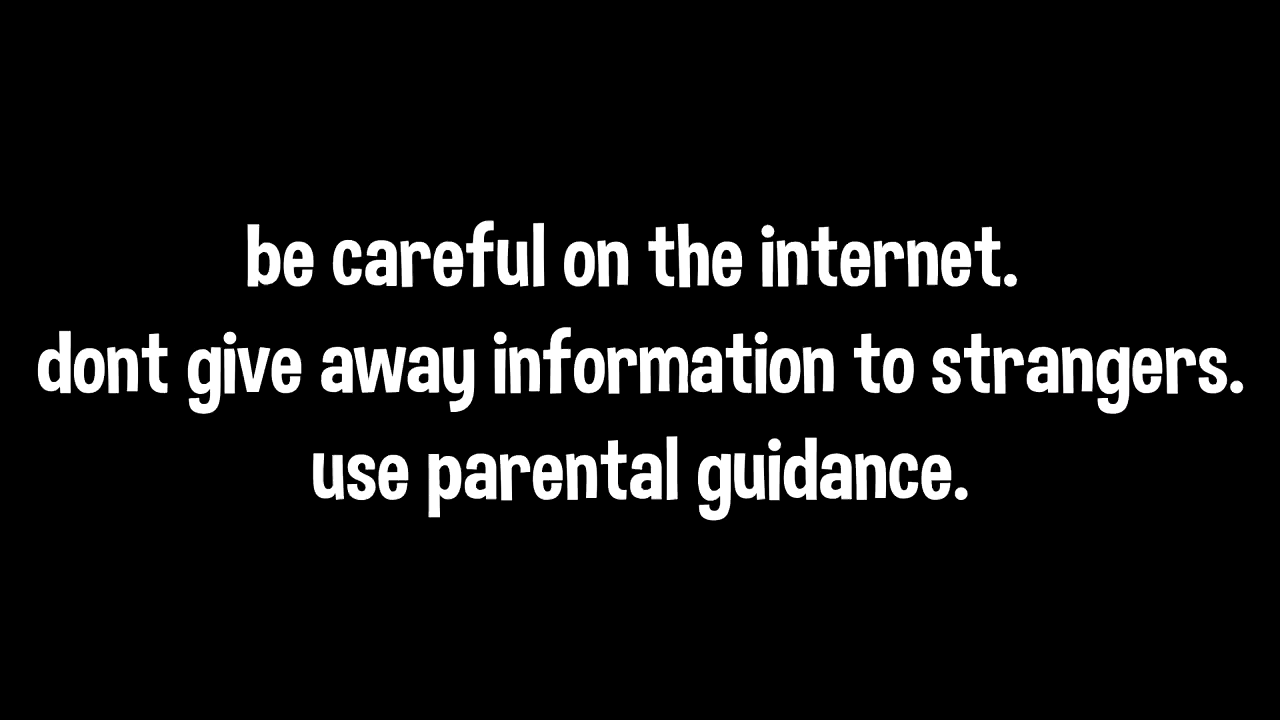 be careful on the internet.
dont give away information to strangers.
use parental guidance.